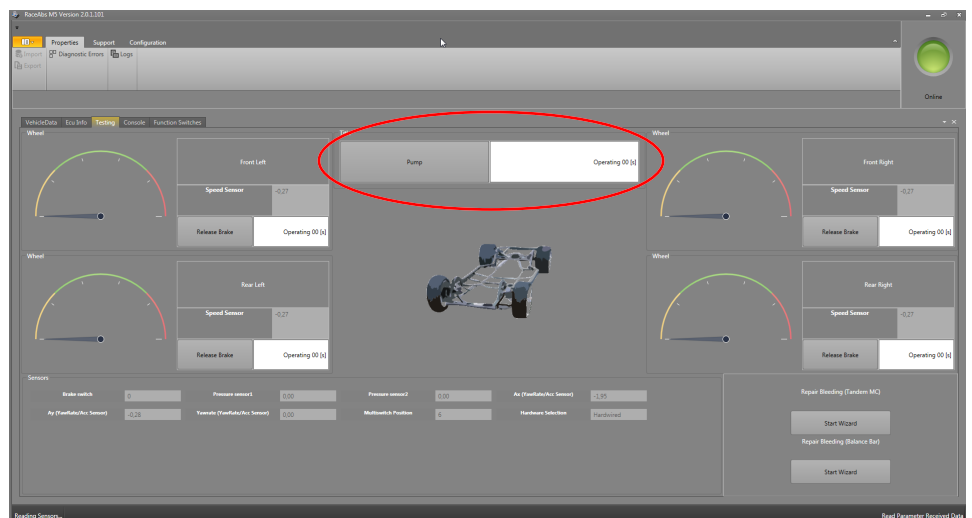 RaceAbs M5 Version 2.0.1.101
Properties Support Configuration
Import Diagnostic Errors Logs
Export
Online
VehicleData Ecu Info Testing Console Function Switches
Wheel
Front Left
Speed Sensor -0,27
Release Brake Operating 00 [s]
Pump Operating 00 [s]
Wheel
Front Right
Speed Sensor -0,27
Release Brake Operating 00 [s]
Wheel
Rear Left
Speed Sensor -0,27
Release Brake Operating 00 [s]
Wheel
Rear Right
Speed Sensor -0,27
Release Brake Operating 00 [s]
Sensors
Brake switch 0 Pressure sensor1 0,00 Pressure sensor2 0,00 Ax (YawRate/Acc Sensor) -1,95
Ay (YawRate/Acc Sensor) -0,28 Yawrate (YawRate/Acc Sensor) 0,00 Multiswitch Position 6 Hardware Selection Hardwired
Repair Bleeding (Tandem MC)
Start Wizard
Repair Bleeding (Balance Bar)
Start Wizard
Reading Sensors... Read Parameter Received Data